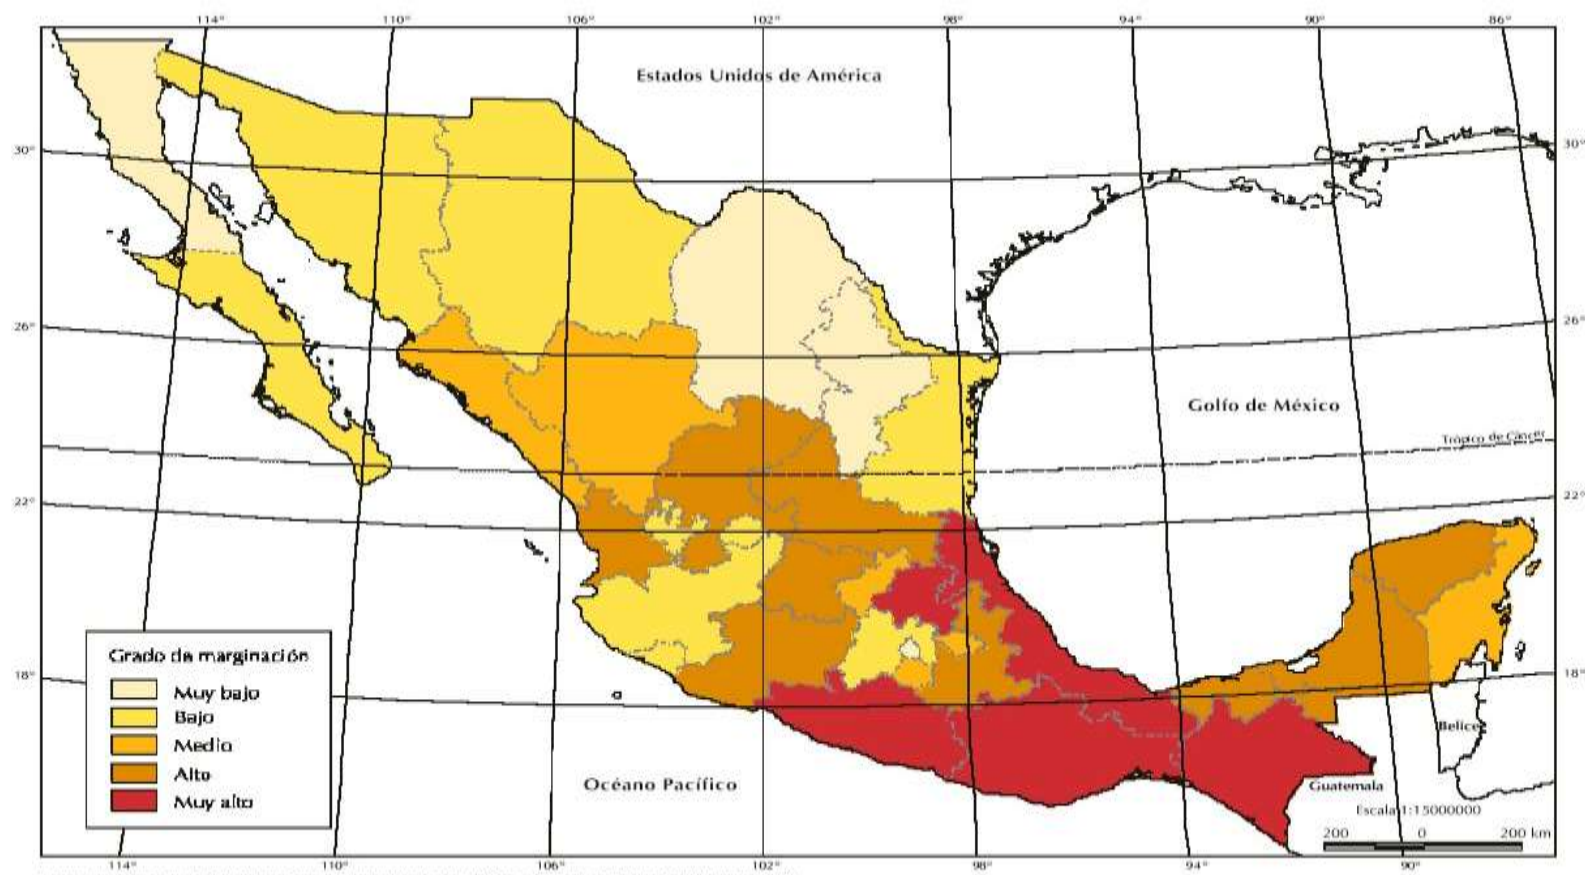 114° 110° 106° 102° 98° 94° 90° 86°
Estados Unidos de América
30° 30°
26° 26°
Golfo de México
Trópico de Cáncer
22° 22°
Grado de marginación
Muy bajo
Bajo
Medio
Alto
Muy alto
18° 18°
Belice
Océano Pacífico
Guatemala
Escala 1:15000000
200 0 200 km
114° 110° 106° 102° 98° 94° 90°